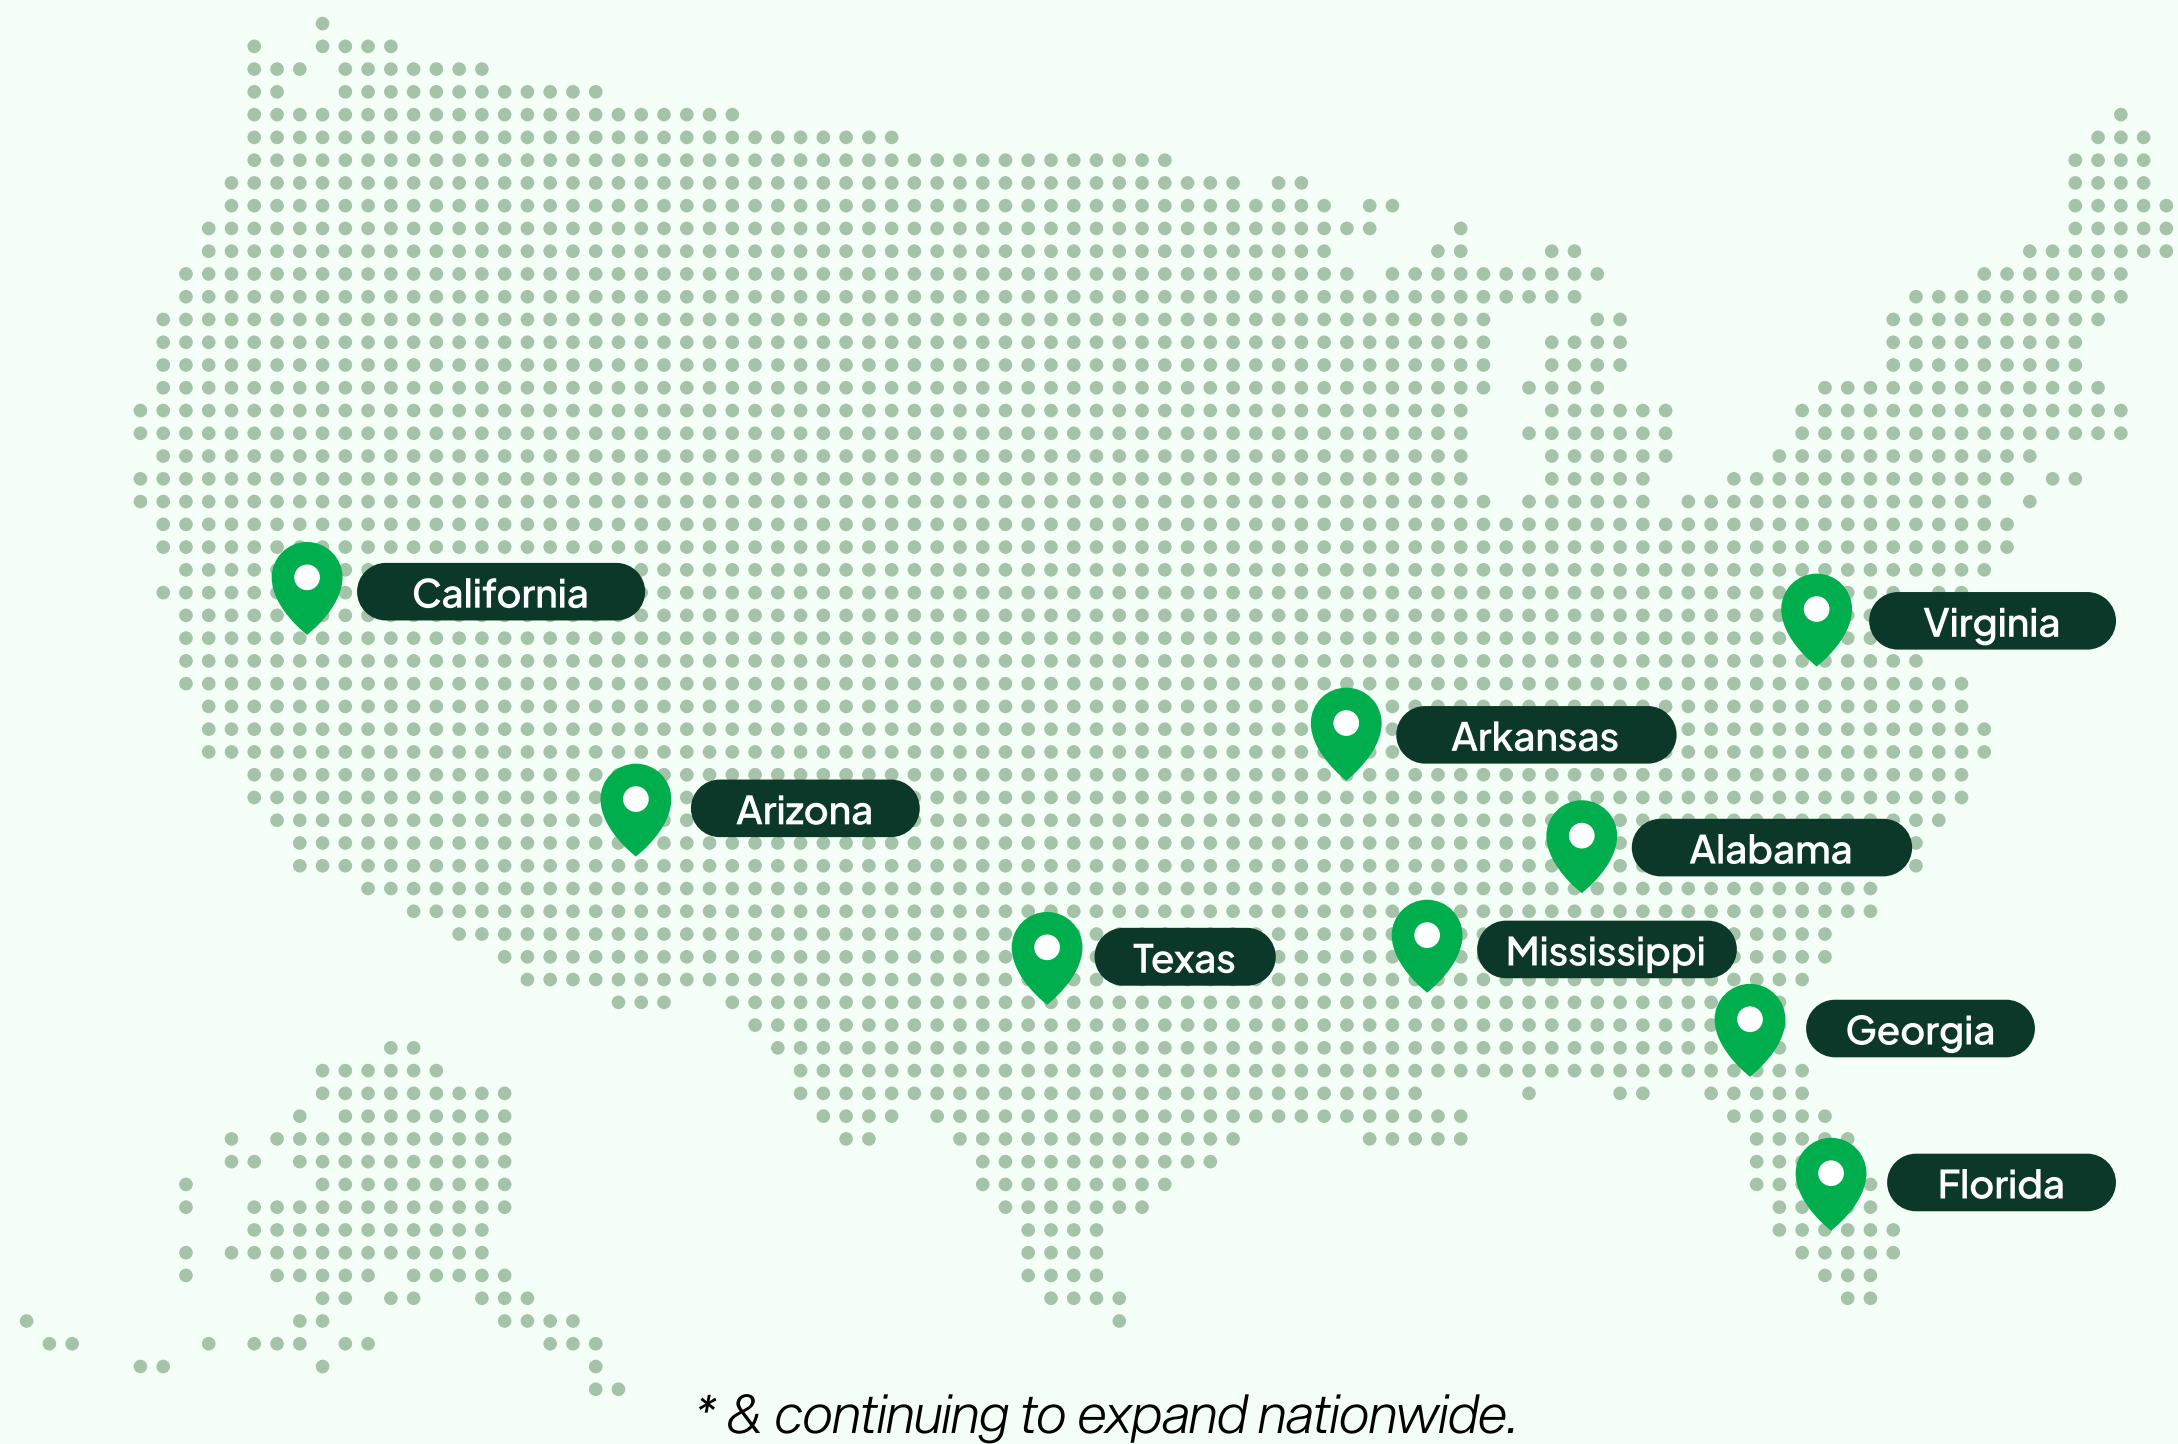 California
Virginia
Arkansas
Arizona
Alabama
Mississippi
Texas
Georgia
Florida
* & continuing to expand nationwide.